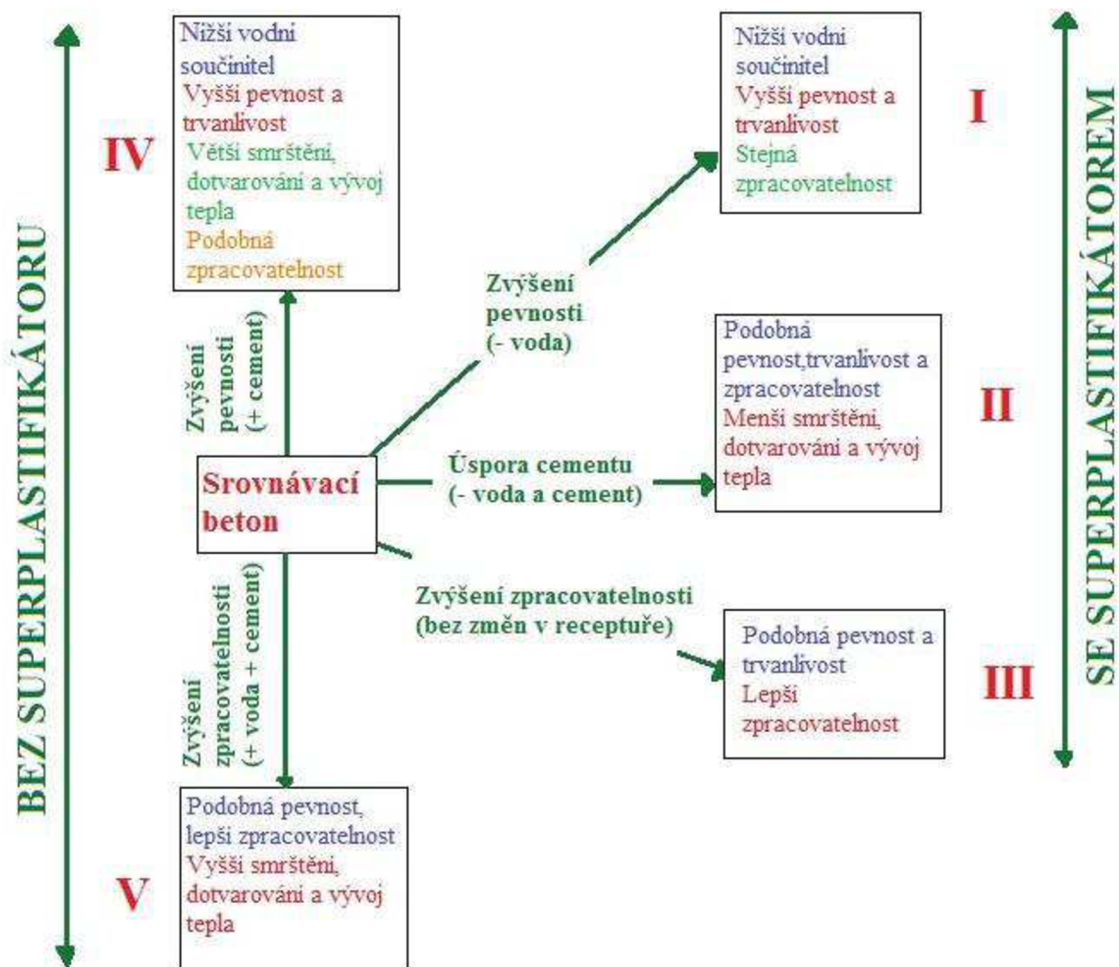 BEZ SUPERPLASTIFIKÁTORU
IV
Nižší vodní
součinitel
Vyšší pevnost a
trvanlivost
Větší smrštění,
dotvarování a vývoj
tepla
Podobná
zpracovatelnost
Zvýšení
pevnosti
(+ cement)
Srovnávací
beton
Zvýšení
zpracovatelnosti
(+ voda + cement)
V
Podobná pevnost,
lepší zpracovatelnost
Vyšší smrštění,
dotvarování a vývoj
tepla
Zvýšení
pevnosti
(- voda)
Nižší vodní
součinitel
Vyšší pevnost a
trvanlivost
Stejná
zpracovatelnost
I
Úspora cementu
(- voda a cement)
Podobná
pevnost,trvanlivost a
zpracovatelnost
Menší smrštění,
dotvarování a vývoj
tepla
II
Zvýšení zpracovatelnosti
(bez změn v receptuře)
Podobná pevnost a
trvanlivost
Lepší
zpracovatelnost
III
SE SUPERPLASTIFIKÁTOREM